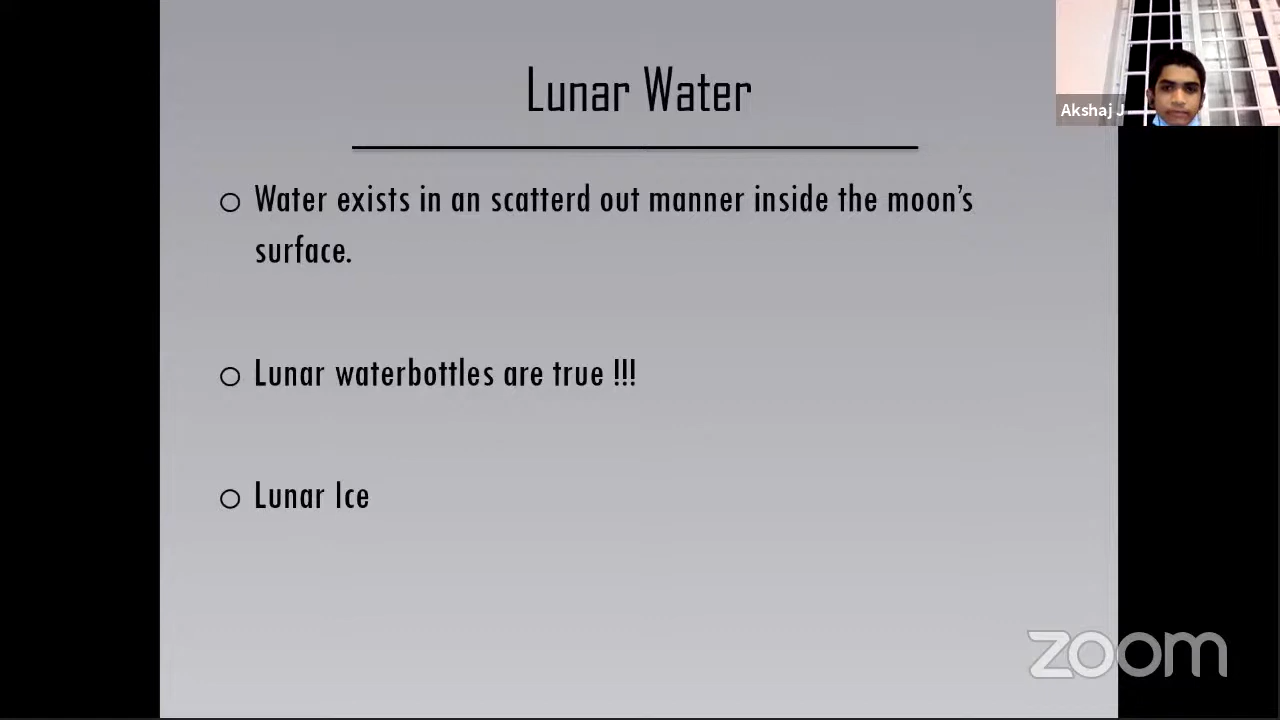 Lunar Water
Akshaj J
○ Water exists in an scatterd out manner inside the moon's
surface.
○ Lunar waterbottles are true !!!
○ Lunar Ice
zoom